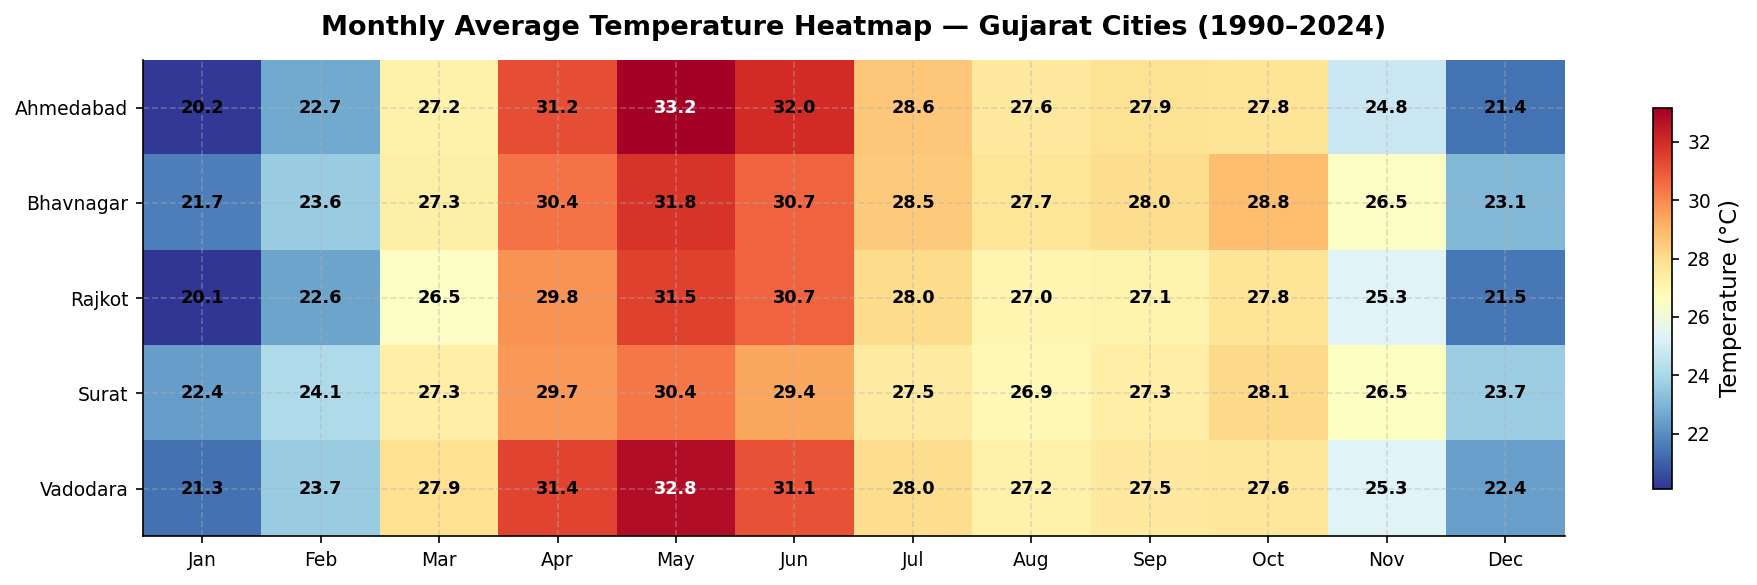 Monthly Average Temperature Heatmap — Gujarat Cities (1990–2024)
Ahmedabad 20.2 22.7 27.2 31.2 33.2 32.0 28.6 27.6 27.9 27.8 24.8 21.4
Bhavnagar 21.7 23.6 27.3 30.4 31.8 30.7 28.5 27.7 28.0 28.8 26.5 23.1
Rajkot 20.1 22.6 26.5 29.8 31.5 30.7 28.0 27.0 27.1 27.8 25.3 21.5
Surat 22.4 24.1 27.3 29.7 30.4 29.4 27.5 26.9 27.3 28.1 26.5 23.7
Vadodara 21.3 23.7 27.9 31.4 32.8 31.1 28.0 27.2 27.5 27.6 25.3 22.4
Jan Feb Mar Apr May Jun Jul Aug Sep Oct Nov Dec
32
30
28
26
24
22
Temperature (°C)